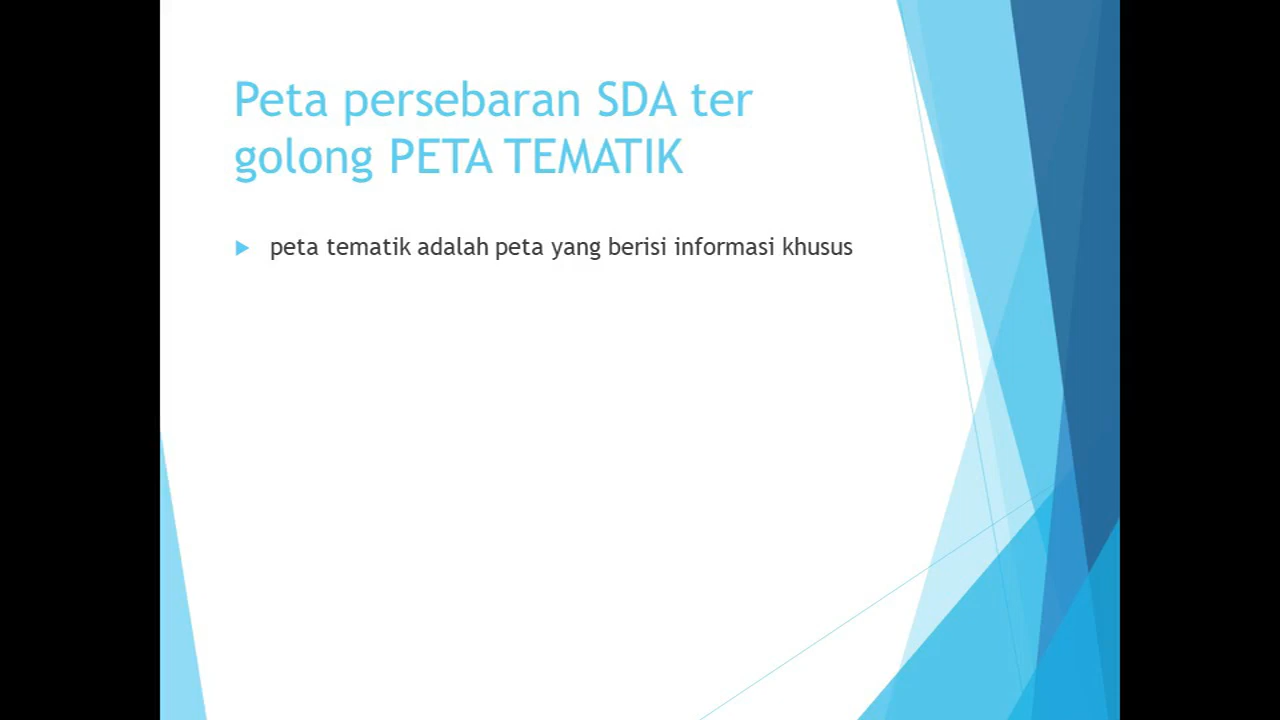 Peta persebaran SDA ter
golong PETA TEMATIK
peta tematik adalah peta yang berisi informasi khusus